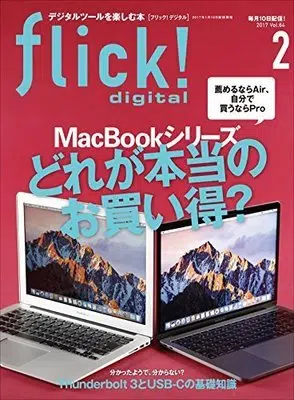 デジタルツールを楽しむ本 [フリック!デジタル]
毎月10日配信!
2017 Vol.64
2
flick!
digital
薦めるならAir、
自分で
買うならPro
MacBookシリーズ
どれが本当の
お買い得?
分かったようで、分からない?
Thunderbolt 3とUSB-Cの基礎知識